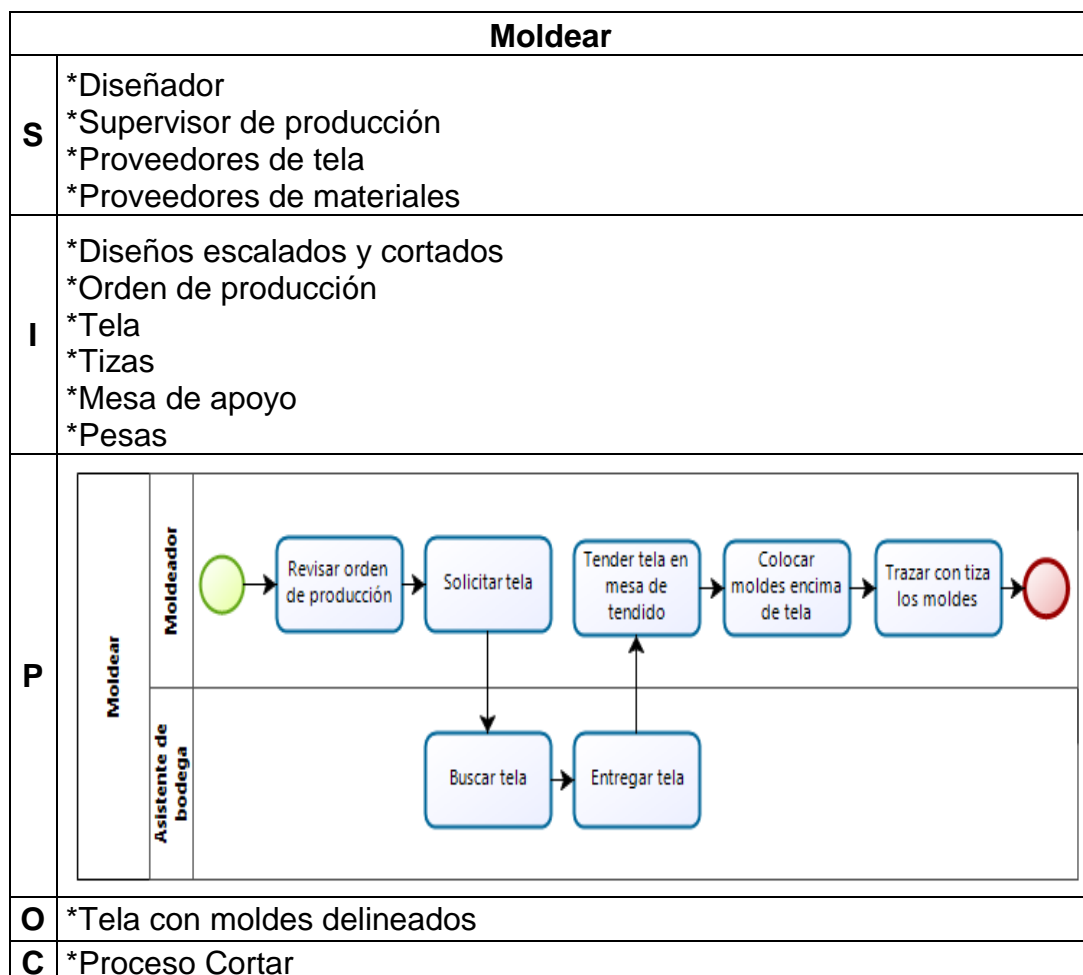 Moldear
S
*Diseñador
*Supervisor de producción
*Proveedores de tela
*Proveedores de materiales
I
*Diseños escalados y cortados
*Orden de producción
*Tela
*Tizas
*Mesa de apoyo
*Pesas
P
Moldear
Moldeador
Revisar orden
de producción
Solicitar tela
Tender tela en
mesa de
tendido
Colocar
moldes encima
de tela
Trazar con tiza
los moldes
Asistente de
bodega
Buscar tela
Entregar tela
O
*Tela con moldes delineados
C
*Proceso Cortar